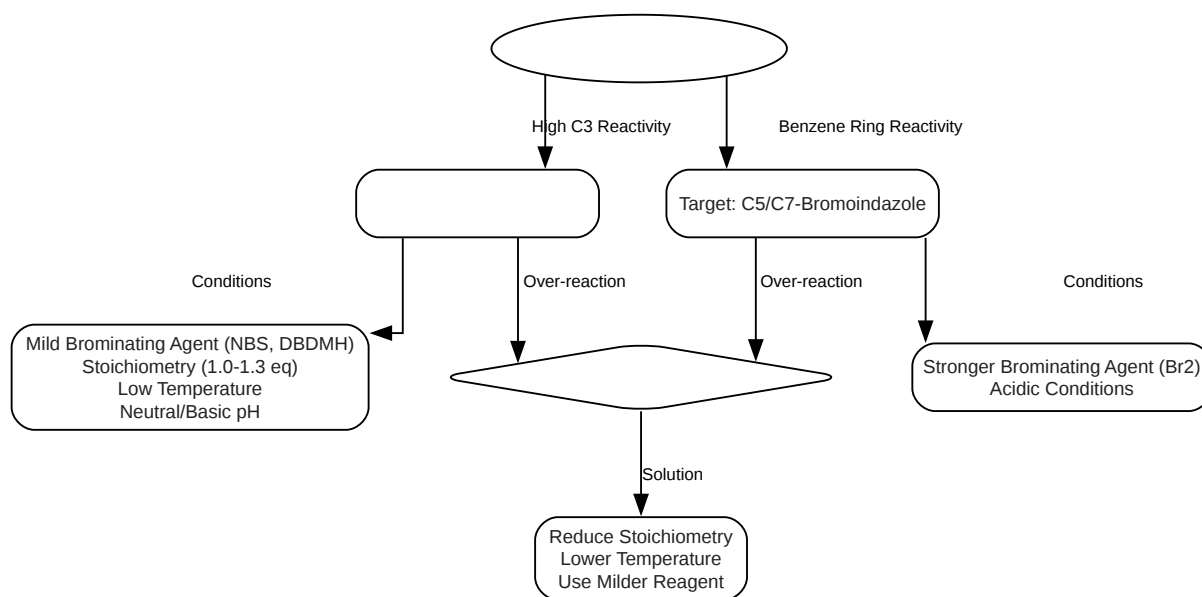 High C3 Reactivity
Benzene Ring Reactivity
Target: C5/C7-Bromoindazole
Conditions
Over-reaction
Over-reaction
Conditions
Mild Brominating Agent (NBS, DBDMH)
Stoichiometry (1.0-1.3 eq)
Low Temperature
Neutral/Basic pH
Stronger Brominating Agent (Br2)
Acidic Conditions
Solution
Reduce Stoichiometry
Lower Temperature
Use Milder Reagent